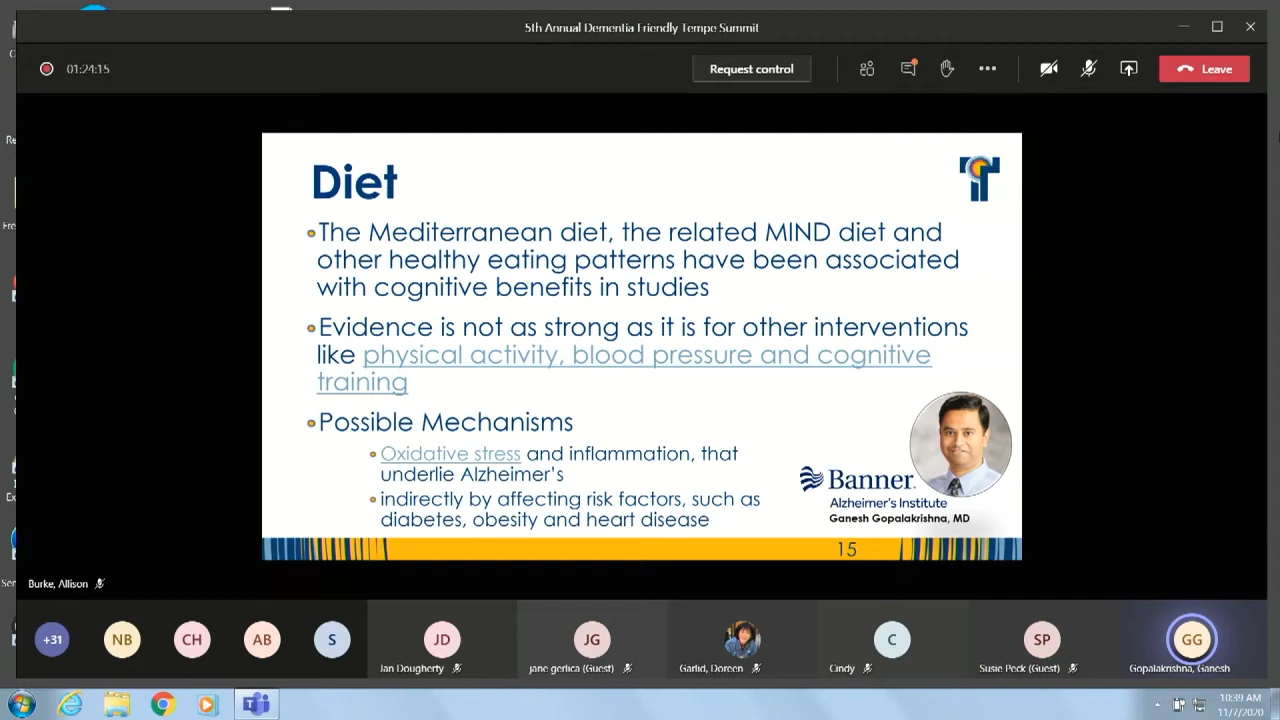 5th Annual Dementia Friendly Tempe Summit
01:24:15
Request control
Leave
Diet
•The Mediterranean diet, the related MIND diet and
other healthy eating patterns have been associated
with cognitive benefits in studies
•Evidence is not as strong as it is for other interventions
like physical activity, blood pressure and cognitive
training
•Possible Mechanisms
• Oxidative stress and inflammation, that
underlie Alzheimer's
• indirectly by affecting risk factors, such as
diabetes, obesity and heart disease
Banner
Alzheimer's Institute
Ganesh Gopalakrishna, MD
15
Burke, Allison
+31
NB
CH
AB
S
JD
JG
C
SP
GG
Jan Dougherty
jane gerlica (Guest)
Garlid, Doreen
Cindy
Susie Peck (Guest)
Gopalakrishna, Ganesh
10:39 AM
11/7/2020